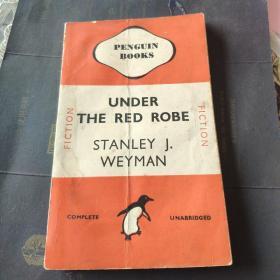 PENGUIN
BOOKS
UNDER
THE RED ROBE
FICTION
FICTION
STANLEY J.
WEYMAN
COMPLETE
UNABRIDGED